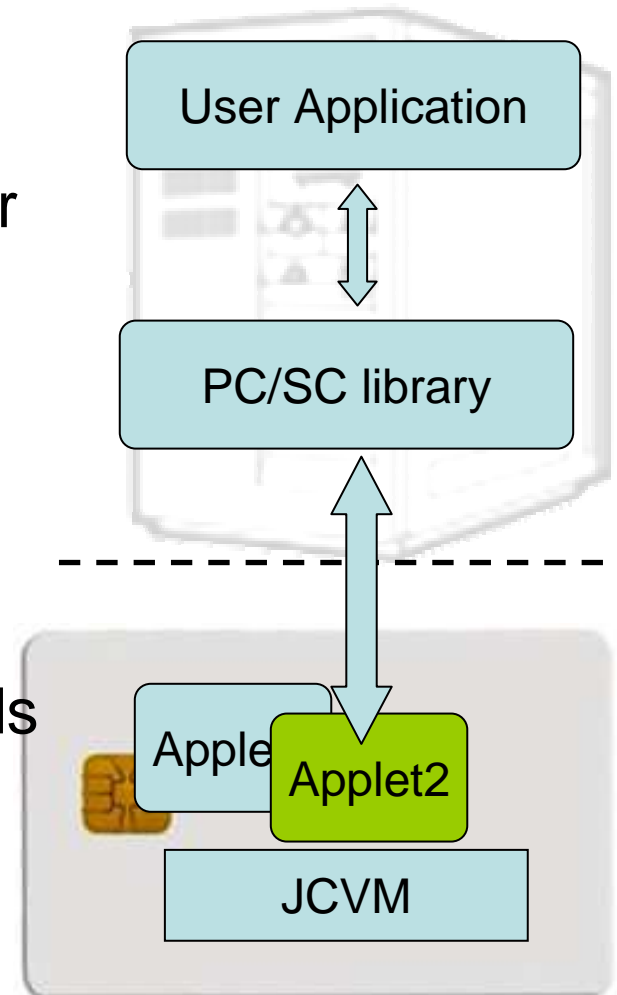 User Application
r
PC/SC library
ls
Apple
Applet2
JCVM